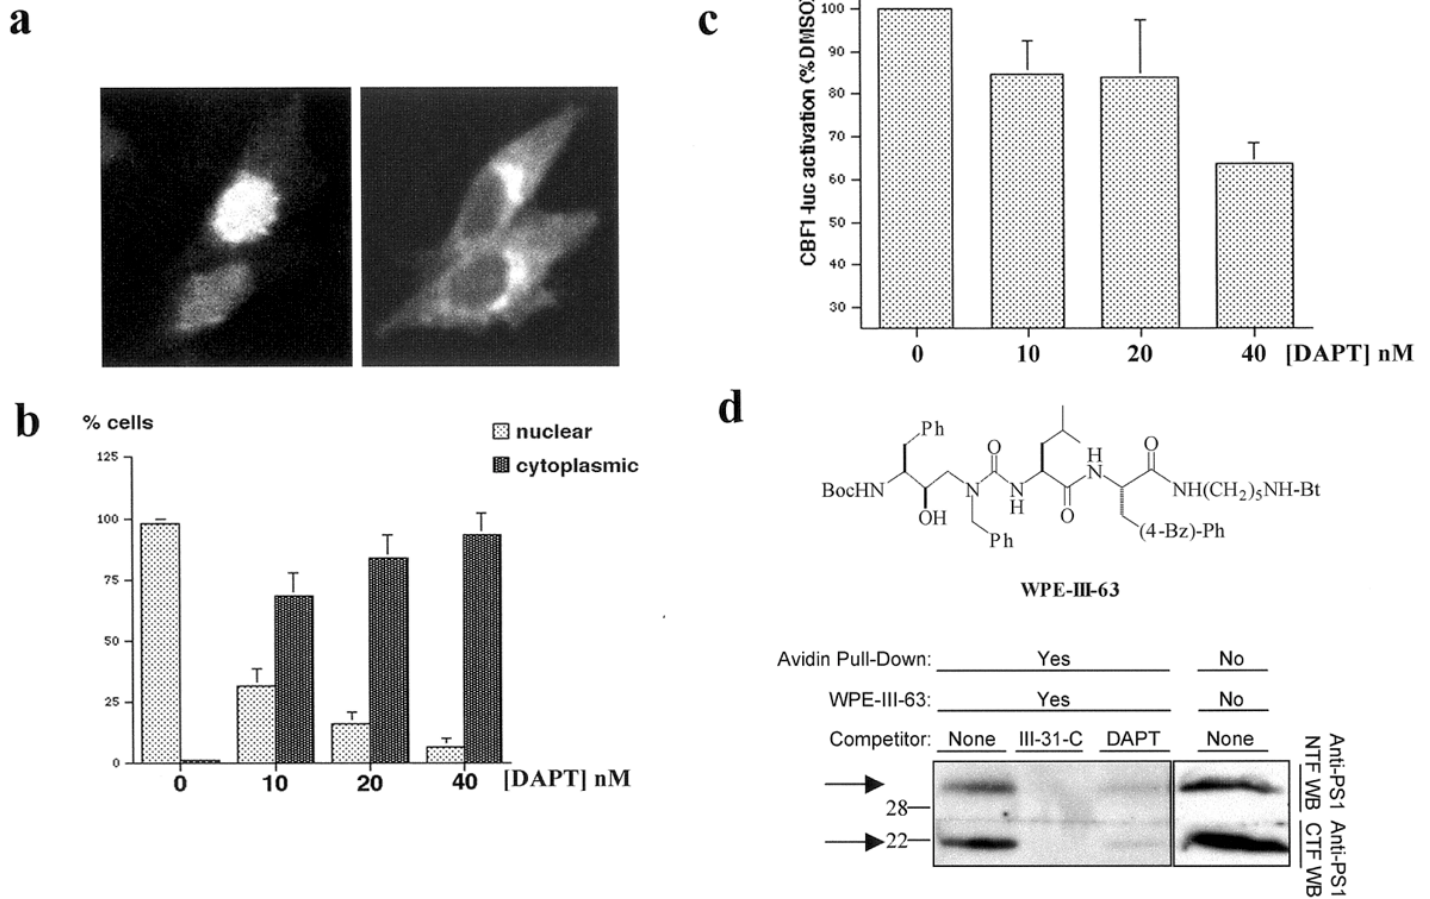 a
b
% cells
nuclear
cytoplasmic
125
100
75
50
25
0
0 10 20 40 [DAPT] nM
c
CBF1-luc activation (% DMSO)
100
90
80
70
60
50
40
30
0 10 20 40 [DAPT] nM
d
Ph
O
H
N
O
BocHN
N
N
H
NH(CH2)5NH-Bt
OH
O
Ph
(4-Bz)-Ph
WPE-III-63
Avidin Pull-Down: Yes No
WPE-III-63: Yes No
Competitor: None III-31-C DAPT None
28
22
Anti-PS1
NTF WB
Anti-PS1
CTF WB